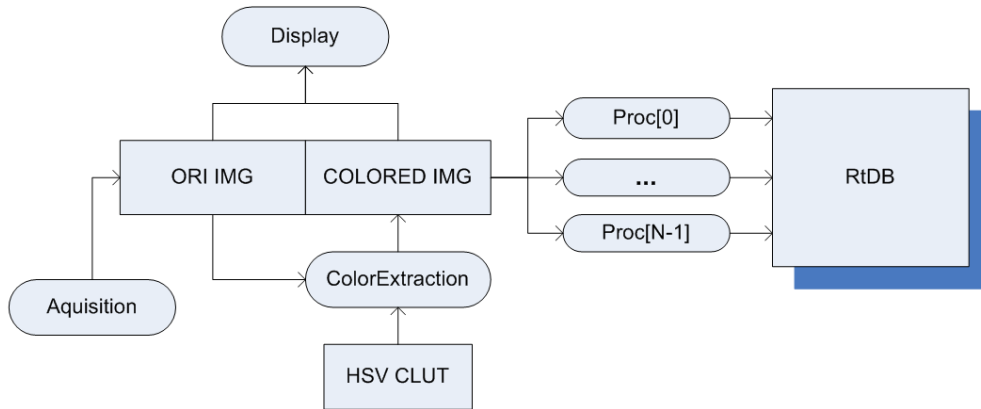 Display
ORI IMG
COLORED IMG
Proc[0]
...
Proc[N-1]
RtDB
Aquisition
ColorExtraction
HSV CLUT